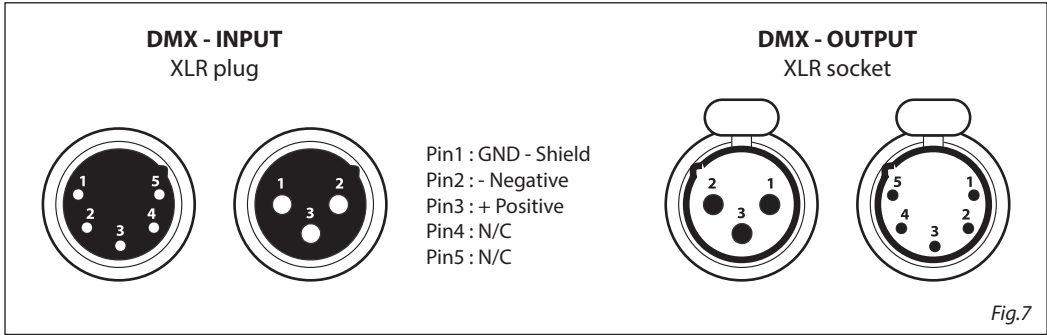 DMX - INPUT
XLR plug
DMX - OUTPUT
XLR socket
1 5
2 4
3
1 2
3
Pin1 : GND - Shield
Pin2 : - Negative
Pin3 : + Positive
Pin4 : N/C
Pin5 : N/C
2 1
3
5 1
4 2
3
Fig.7